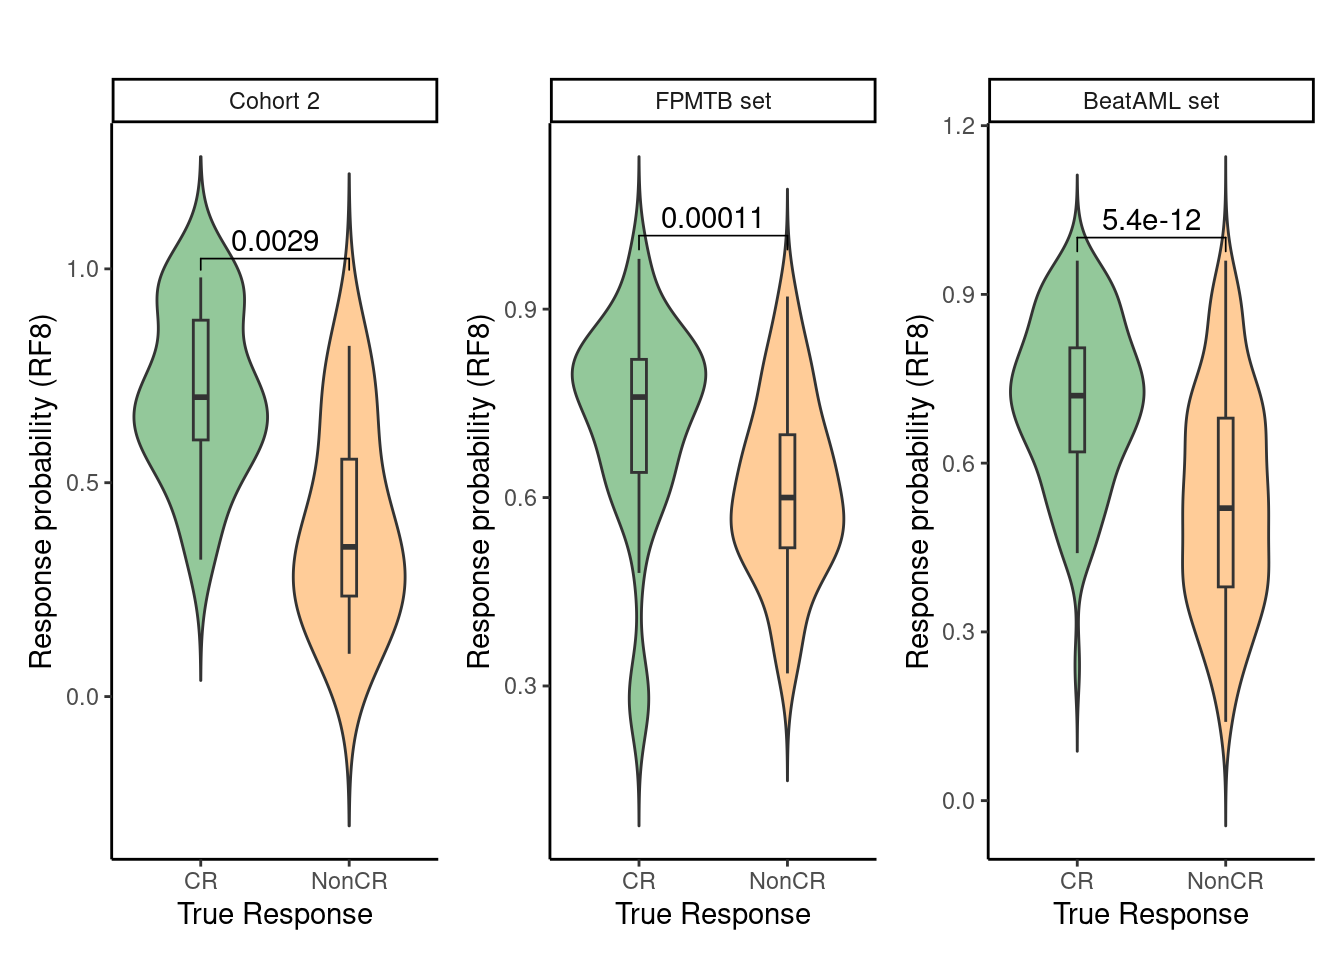 Cohort 2
0.0029
1.0
0.5
0.0
Response probability (RF8)
CR NonCR
True Response
FPMTB set
0.00011
0.9
0.6
0.3
Response probability (RF8)
CR NonCR
True Response
BeatAML set
5.4e-12
1.2
0.9
0.6
0.3
0.0
Response probability (RF8)
CR NonCR
True Response